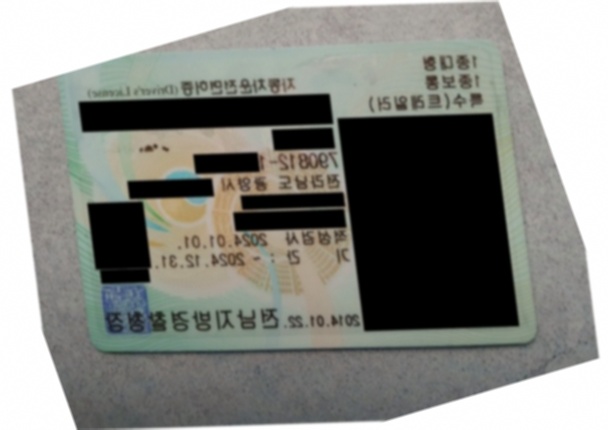 1종대형
1종보통
특수(트레일러)
자동차운전면허증 (Driver's License)
790812-1
전라남도 광양시
적성검사 2024.01.01.
기 간 : ~ 2024.12.31.
2014.01.22. 전남지방경찰청장